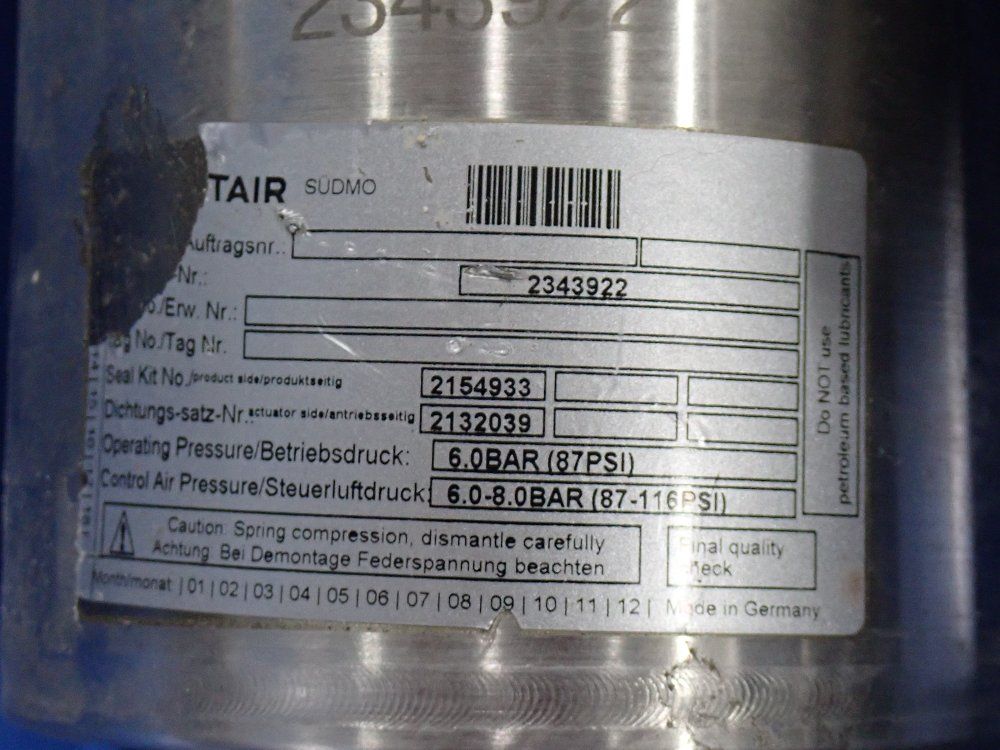 2343922
TAIR SÜDMO
Auftragsnr.:
Nr.: 2343922
o./Erw. Nr.:
Tag No./Tag Nr.
Seal Kit No./product side/produktseitig 2154933
Dichtungs-satz-Nr.:actuator side/antriebsseitig 2132039
Operating Pressure/Betriebsdruck: 6.0BAR (87PSI)
Control Air Pressure/Steuerluftdruck: 6.0-8.0BAR (87-116PSI)
Do NOT use
petroleum based lubricants
Caution: Spring compression, dismantle carefully
Achtung: Bei Demontage Federspannung beachten
Final quality
check
Month/monat |01|02|03|04|05|06|07|08|09|10|11|12| Made in Germany